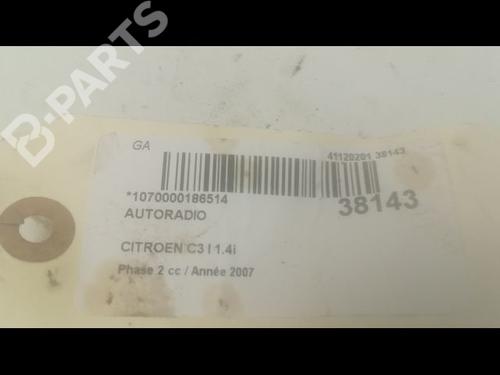 B-PARTS
GA
41120201 38143
*1070000186514
38143
AUTORADIO
CITROEN C3 I 1.4i
Phase 2 cc / Année 2007